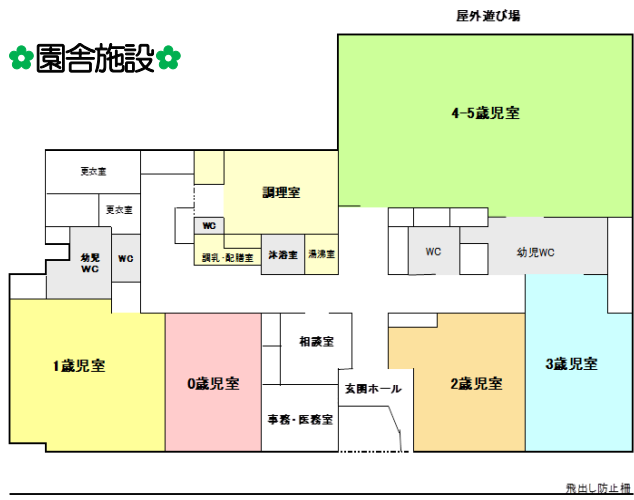 屋外遊び場
園舎施設
4-5歳児室
更衣室
調理室
更衣室
WC
幼児
WC
WC
調乳・配膳室
沐浴室
湯沸室
WC
幼児WC
相談室
1歳児室
0歳児室
玄関ホール
2歳児室
3歳児室
事務・医務室
飛出し防止柵